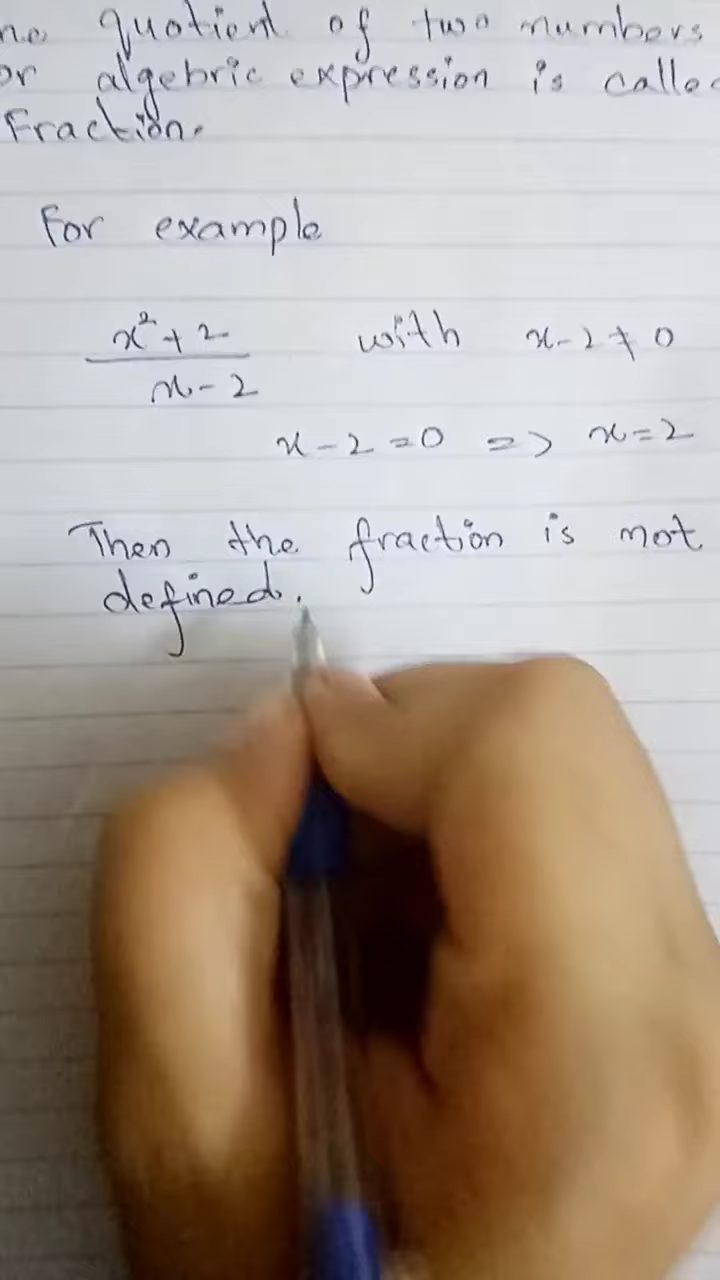 quotient of two numbers
or algebric expression is called
Fraction.
For example
x²+2 with x-2≠0
x-2
x-2=0 => x=2
Then the fraction is not
defined.